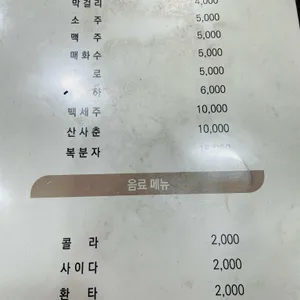 막걸리 4,000
소 주 5,000
맥 주 5,000
매화수 5,000
로 5,000
하 6,000
백세주 10,000
산사춘 10,000
복분자
음료 메뉴
콜 라 2,000
사이다 2,000
환 타 2,000